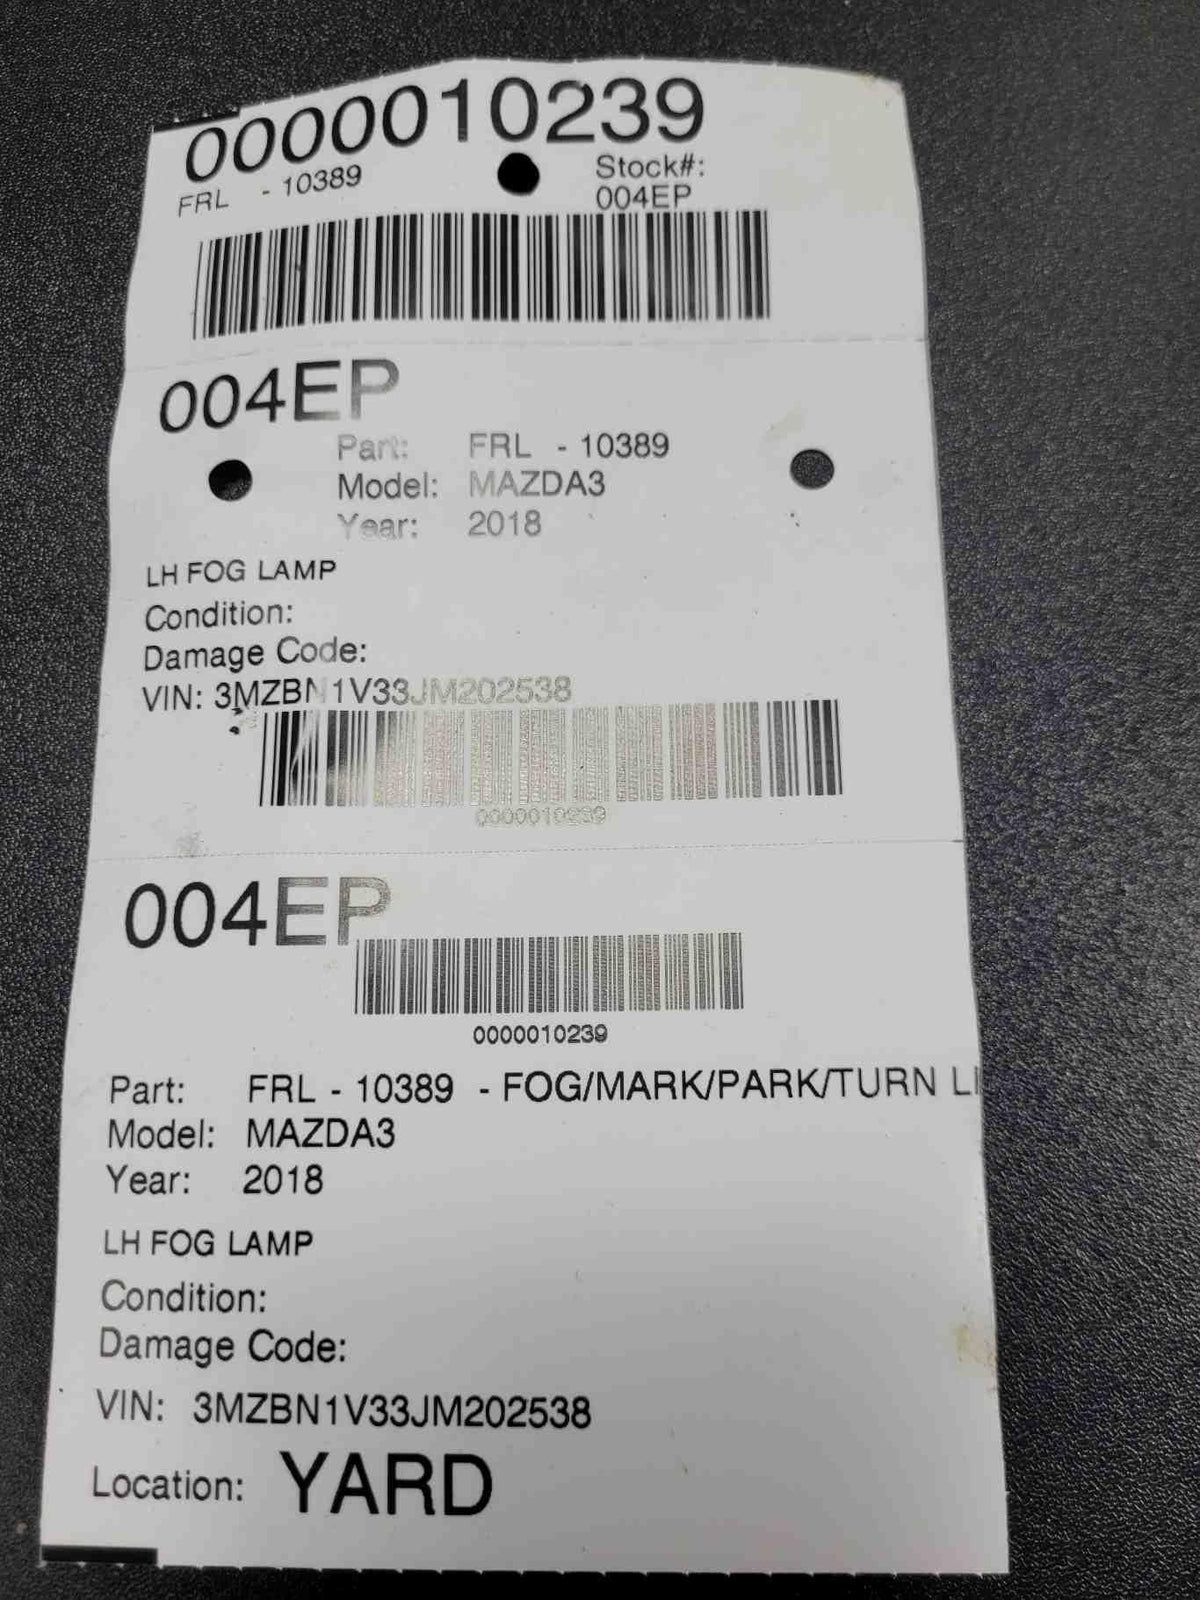 0000010239
FRL - 10389
Stock#:
004EP
004EP
Part: FRL - 10389
Model: MAZDA3
Year: 2018
LH FOG LAMP
Condition:
Damage Code:
VIN: 3MZBN1V33JM202538
0000010239
004EP
0000010239
Part: FRL - 10389 - FOG/MARK/PARK/TURN LI
Model: MAZDA3
Year: 2018
LH FOG LAMP
Condition:
Damage Code:
VIN: 3MZBN1V33JM202538
Location: YARD